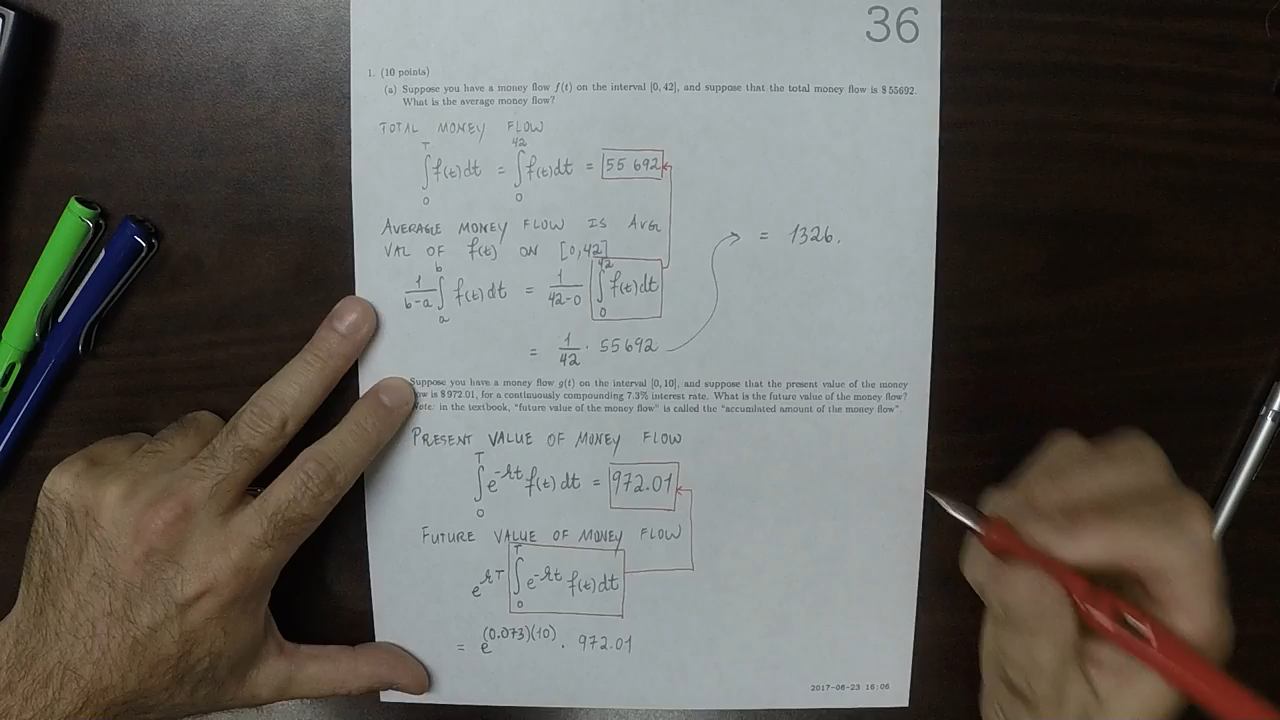 36
1. (10 points)
(a) Suppose you have a money flow f(t) on the interval [0, 42], and suppose that the total money flow is $55692.
What is the average money flow?
TOTAL MONEY FLOW
∫₀ᵀ f(t)dt = ∫₀⁴² f(t)dt = 55 692
AVERAGE MONEY FLOW IS AVG
VAL OF f(t) ON [0,42]
1/(b-a) ∫ₐᵇ f(t)dt = 1/(42-0) ∫₀⁴² f(t)dt
= 1/42 · 55692
= 1326.
Suppose you have a money flow g(t) on the interval [0, 10], and suppose that the present value of the money
is $972.01, for a continuously compounding 7.3% interest rate. What is the future value of the money flow?
in the textbook, "future value of the money flow" is called the "accumlated amount of the money flow".
PRESENT VALUE OF MONEY FLOW
∫₀ᵀ e^(-rt) f(t)dt = 972.01
FUTURE VALUE OF MONEY FLOW
e^(rT) ∫₀ᵀ e^(-rt) f(t)dt
= e^((0.073)(10)) · 972.01
2017-06-23 16:06